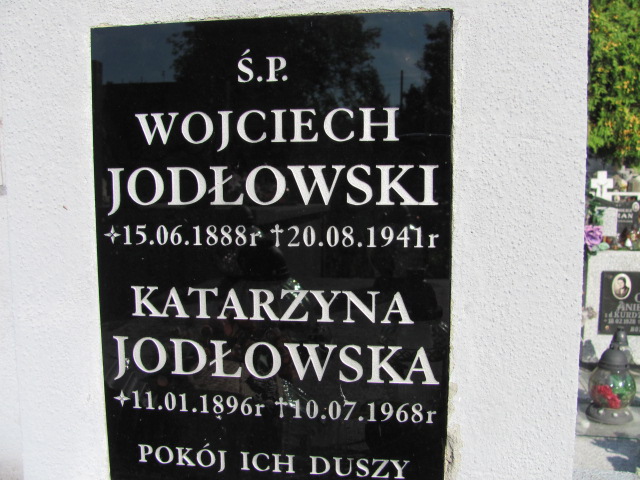 Ś.P.
WOJCIECH
JODŁOWSKI
✧15.06.1888r †20.08.1941r
KATARZYNA
JODŁOWSKA
✧11.01.1896r †10.07.1968r
POKÓJ ICH DUSZY